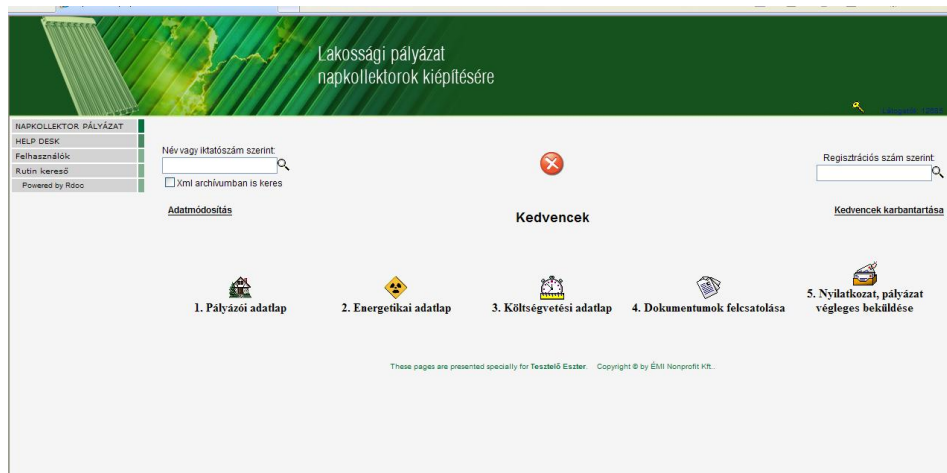 Lakossági pályázat
napkollektorok kiépítésére
NAPKOLLEKTOR PÁLYÁZAT
HELP DESK
Felhasználók
Rutin kereső
Powered by Rdoc
Név vagy iktatószám szerint:
Xml archívumban is keres
Regisztrációs szám szerint:
Adatmódosítás
Kedvencek
Kedvencek karbantartása
1. Pályázói adatlap
2. Energetikai adatlap
3. Költségvetési adatlap
4. Dokumentumok felcsatolása
5. Nyilatkozat, pályázat
végleges beküldése
These pages are presented specially for Tesztelő Eszter. Copyright © by ÉMI Nonprofit Kft..